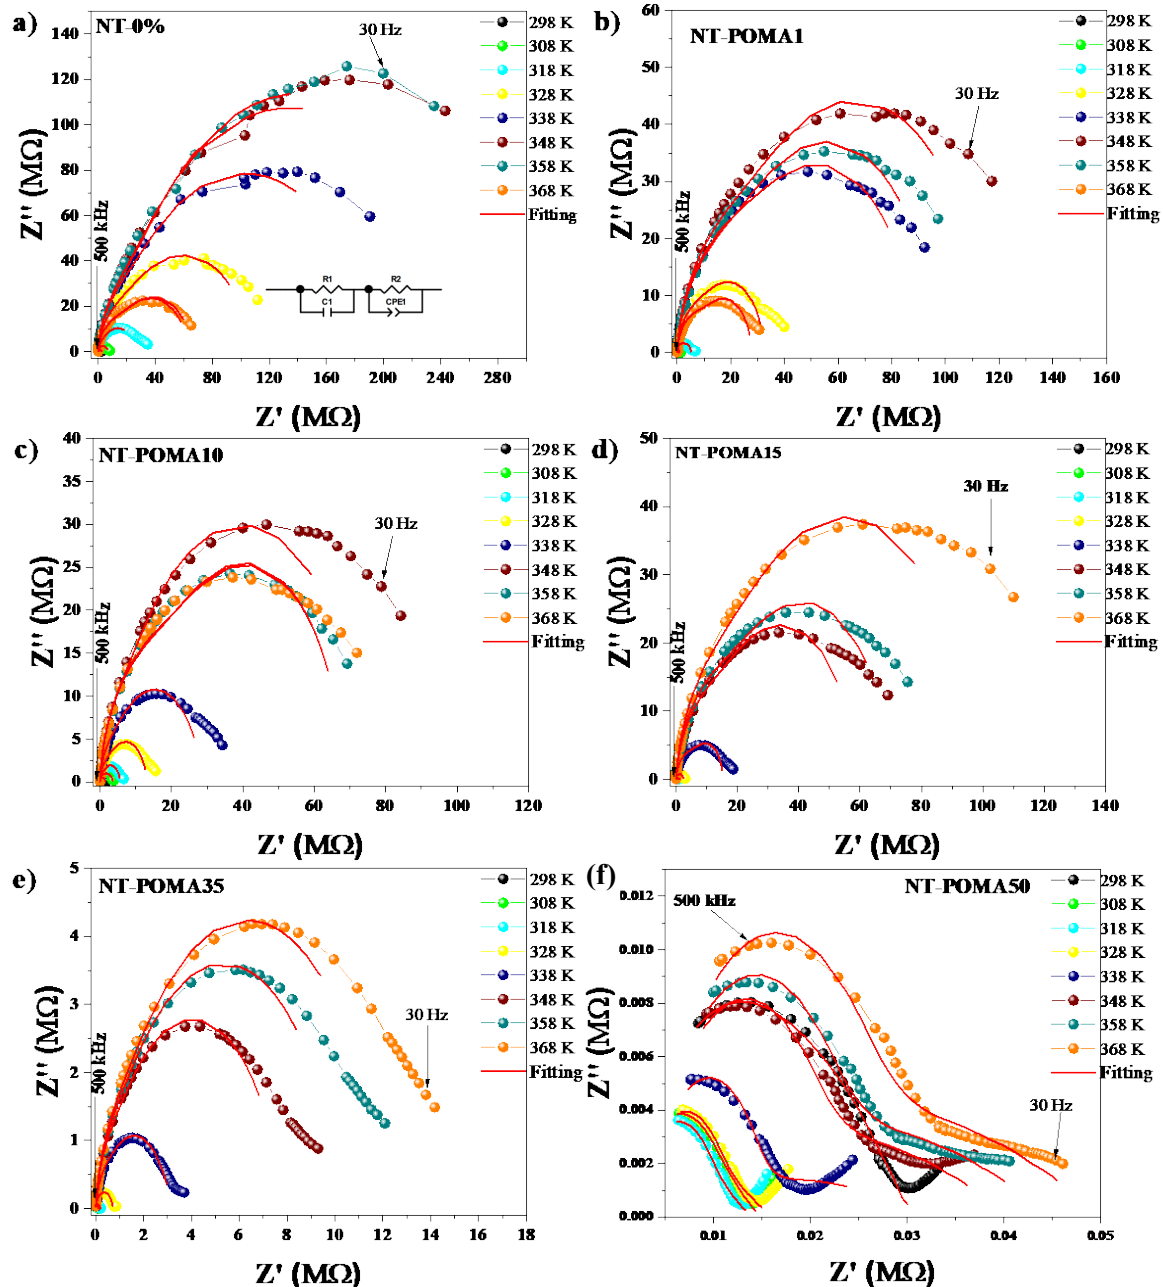 a)
NT-0%
30 Hz
500 kHz
298 K
308 K
318 K
328 K
338 K
348 K
358 K
368 K
Fitting
R1
R2
C1
CPE1
140
120
100
80
60
40
20
0
0 40 80 120 160 200 240 280
Z'' (MΩ)
Z' (MΩ)
b)
NT-POMA1
30 Hz
500 kHz
298 K
308 K
318 K
328 K
338 K
348 K
358 K
368 K
Fitting
60
50
40
30
20
10
0
0 20 40 60 80 100 120 140 160
Z'' (MΩ)
Z' (MΩ)
c)
NT-POMA10
30 Hz
500 kHz
298 K
308 K
318 K
328 K
338 K
348 K
358 K
368 K
Fitting
40
35
30
25
20
15
10
5
0
0 20 40 60 80 100 120
Z'' (MΩ)
Z' (MΩ)
d)
NT-POMA15
30 Hz
500 kHz
298 K
308 K
318 K
328 K
338 K
348 K
358 K
368 K
Fitting
50
40
30
20
10
0
0 20 40 60 80 100 120 140
Z'' (MΩ)
Z' (MΩ)
e)
NT-POMA35
30 Hz
500 kHz
298 K
308 K
318 K
328 K
338 K
348 K
358 K
368 K
Fitting
5
4
3
2
1
0
0 2 4 6 8 10 12 14 16 18
Z'' (MΩ)
Z' (MΩ)
(f)
NT-POMA50
500 kHz
30 Hz
298 K
308 K
318 K
328 K
338 K
348 K
358 K
368 K
Fitting
0.012
0.010
0.008
0.006
0.004
0.002
0.000
0.01 0.02 0.03 0.04 0.05
Z'' (MΩ)
Z' (MΩ)